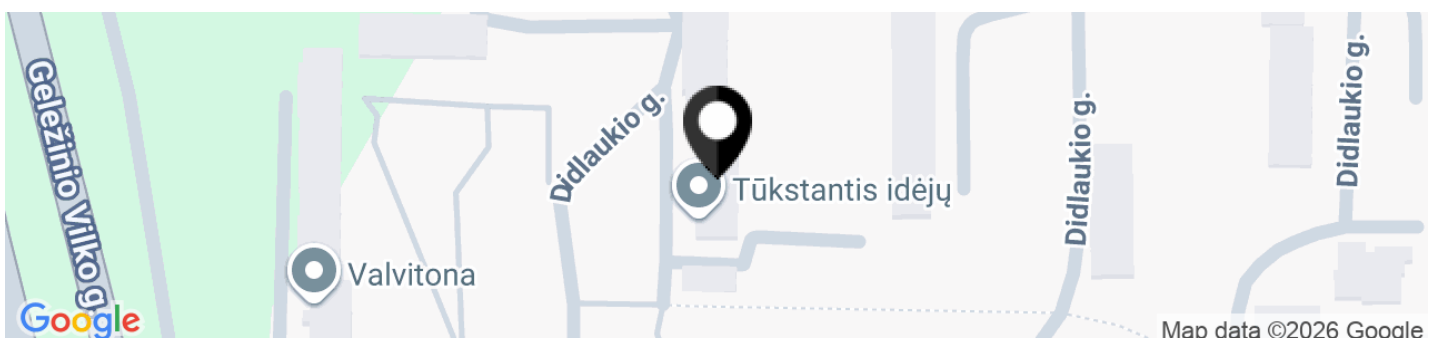 Geležinio Vilko g.
Didlaukio g.
Didlaukio g.
Didlaukio g.
Tūkstantis idėjų
Valvitona
Google
Map data ©2026 Google